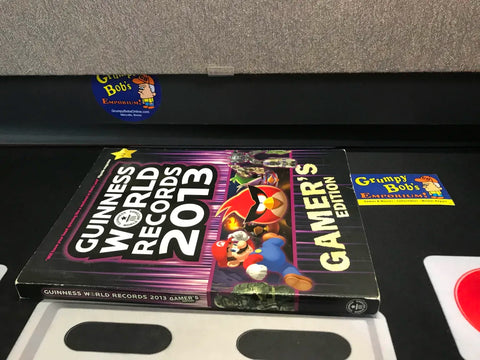 Grumpy
Bob's
EMPORIUM!
GUINNESS
WORLD
RECORDS
2013
GAMER'S
EDITION
GUINNESS WORLD RECORDS 2013 GAMER'S
Grumpy
Bob's
EMPORIUM!